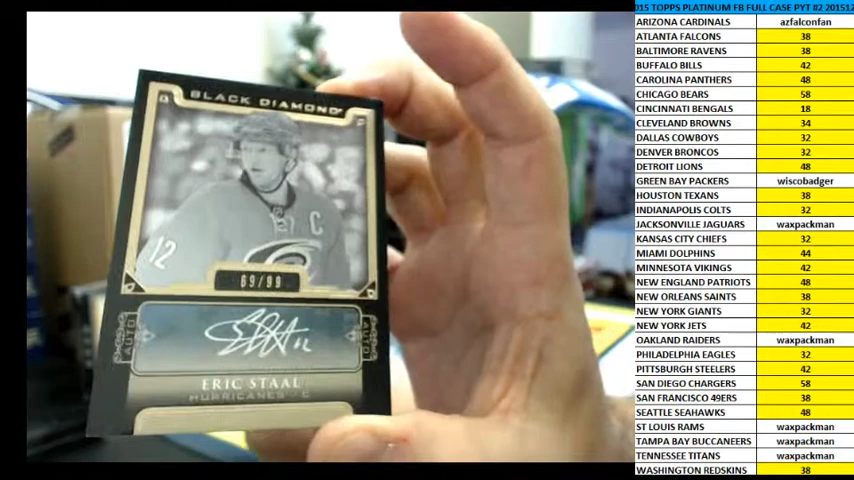 BLACK DIAMOND
C
12
69/99
AUTO
AUTO
ERIC STAAL
HURRICANES - C
015 TOPPS PLATINUM FB FULL CASE PYT #2 201512
ARIZONA CARDINALS azfalconfan
ATLANTA FALCONS 38
BALTIMORE RAVENS 38
BUFFALO BILLS 42
CAROLINA PANTHERS 48
CHICAGO BEARS 58
CINCINNATI BENGALS 18
CLEVELAND BROWNS 34
DALLAS COWBOYS 32
DENVER BRONCOS 32
DETROIT LIONS 48
GREEN BAY PACKERS wiscobadger
HOUSTON TEXANS 38
INDIANAPOLIS COLTS 32
JACKSONVILLE JAGUARS waxpackman
KANSAS CITY CHIEFS 32
MIAMI DOLPHINS 44
MINNESOTA VIKINGS 42
NEW ENGLAND PATRIOTS 48
NEW ORLEANS SAINTS 38
NEW YORK GIANTS 32
NEW YORK JETS 42
OAKLAND RAIDERS waxpackman
PHILADELPHIA EAGLES 32
PITTSBURGH STEELERS 42
SAN DIEGO CHARGERS 58
SAN FRANCISCO 49ERS 38
SEATTLE SEAHAWKS 48
ST LOUIS RAMS waxpackman
TAMPA BAY BUCCANEERS waxpackman
TENNESSEE TITANS waxpackman
WASHINGTON REDSKINS 38